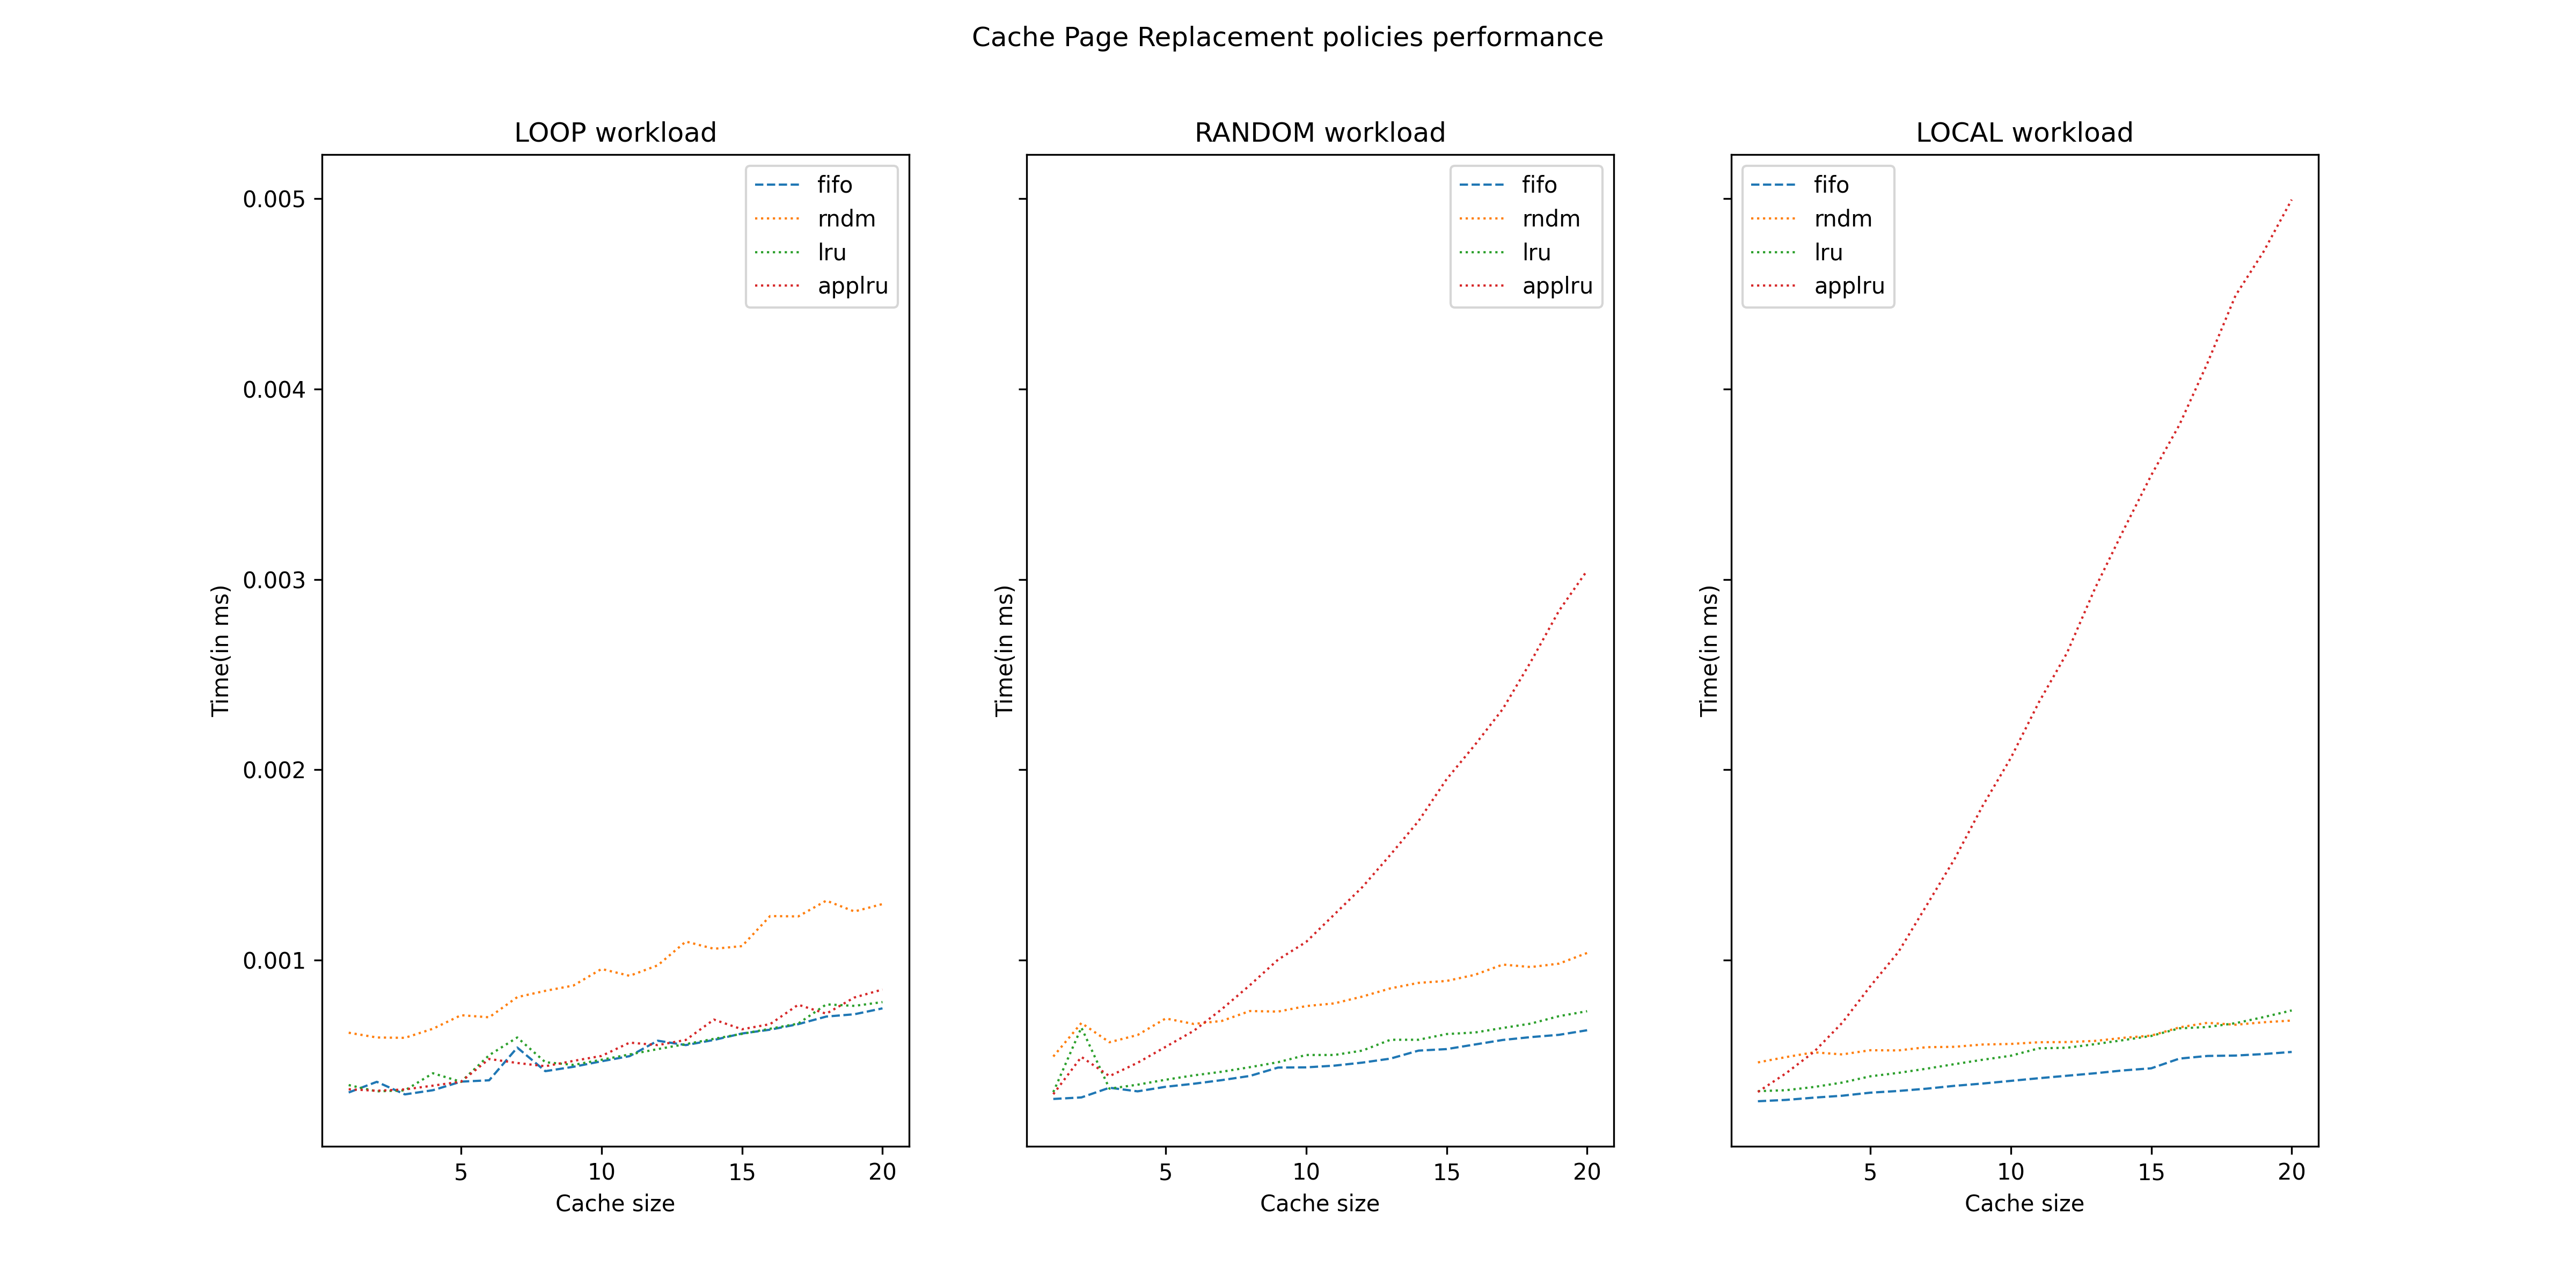 Cache Page Replacement policies performance
LOOP workload
fifo
rndm
lru
applru
0.005
0.004
0.003
0.002
0.001
Time(in ms)
5 10 15 20
Cache size
RANDOM workload
fifo
rndm
lru
applru
Time(in ms)
5 10 15 20
Cache size
LOCAL workload
fifo
rndm
lru
applru
Time(in ms)
5 10 15 20
Cache size